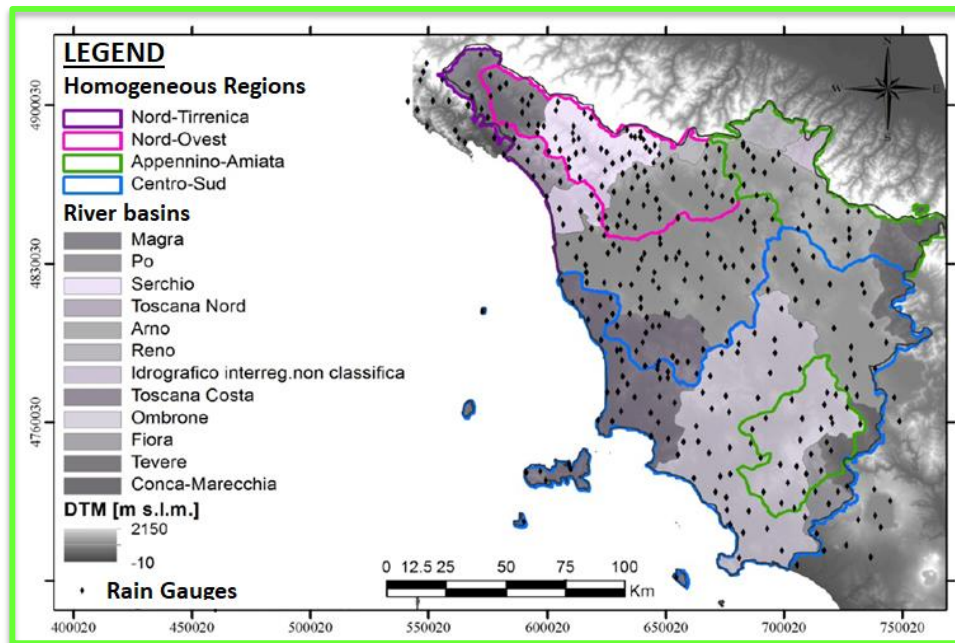 LEGEND
Homogeneous Regions
Nord-Tirrenica
Nord-Ovest
Appennino-Amiata
Centro-Sud
River basins
Magra
Po
Serchio
Toscana Nord
Arno
Reno
Idrografico interreg.non classifica
Toscana Costa
Ombrone
Fiora
Tevere
Conca-Marecchia
DTM [m s.l.m.]
2150
-10
Rain Gauges
N
W E
S
4900030
4830030
4760030
0 12.5 25 50 75 100
Km
400020 450020 500020 550020 600020 650020 700020 750020